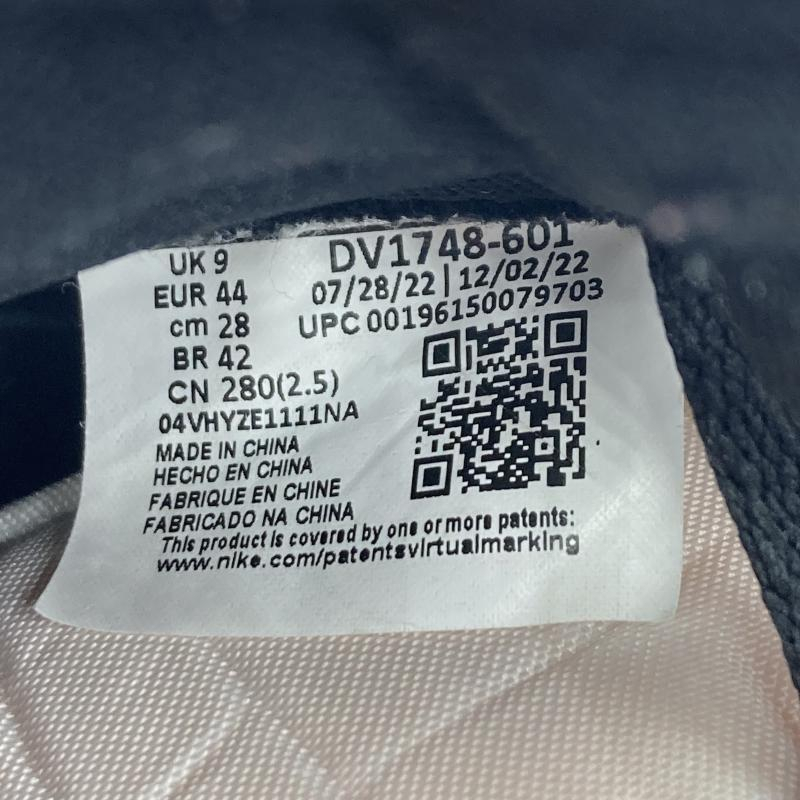 UK 9
EUR 44
cm 28
BR 42
CN 280(2.5)
04VHYZE1111NA
MADE IN CHINA
HECHO EN CHINA
FABRIQUE EN CHINE
FABRICADO NA CHINA
DV1748-601
07/28/22 | 12/02/22
UPC 00196150079703
This product is covered by one or more patents:
www.nike.com/patentsvirtualmarking